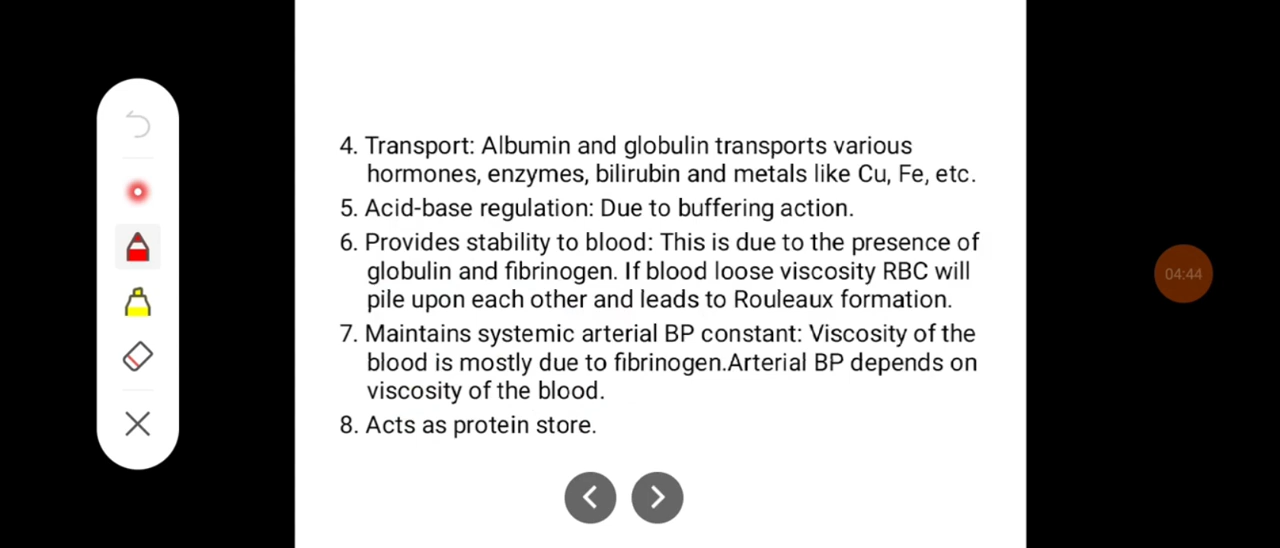 4. Transport: Albumin and globulin transports various
hormones, enzymes, bilirubin and metals like Cu, Fe, etc.
5. Acid-base regulation: Due to buffering action.
6. Provides stability to blood: This is due to the presence of
globulin and fibrinogen. If blood loose viscosity RBC will
pile upon each other and leads to Rouleaux formation.
7. Maintains systemic arterial BP constant: Viscosity of the
blood is mostly due to fibrinogen.Arterial BP depends on
viscosity of the blood.
8. Acts as protein store.
04:44